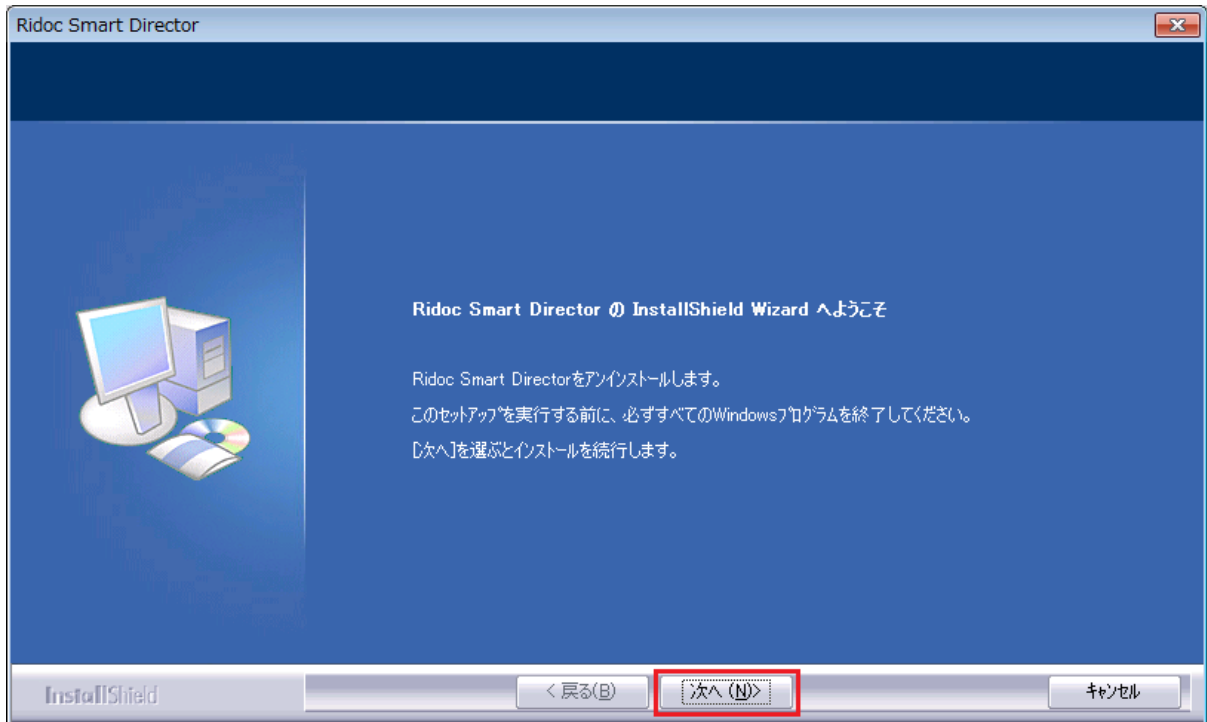 Ridoc Smart Director
Ridoc Smart Director の InstallShield Wizard へようこそ
Ridoc Smart Directorをアンインストールします。
このセットアップを実行する前に、必ずすべてのWindowsプログラムを終了してください。
[次へ]を選ぶとインストールを続行します。
InstallShield
< 戻る(B)
次へ (N)>
キャンセル